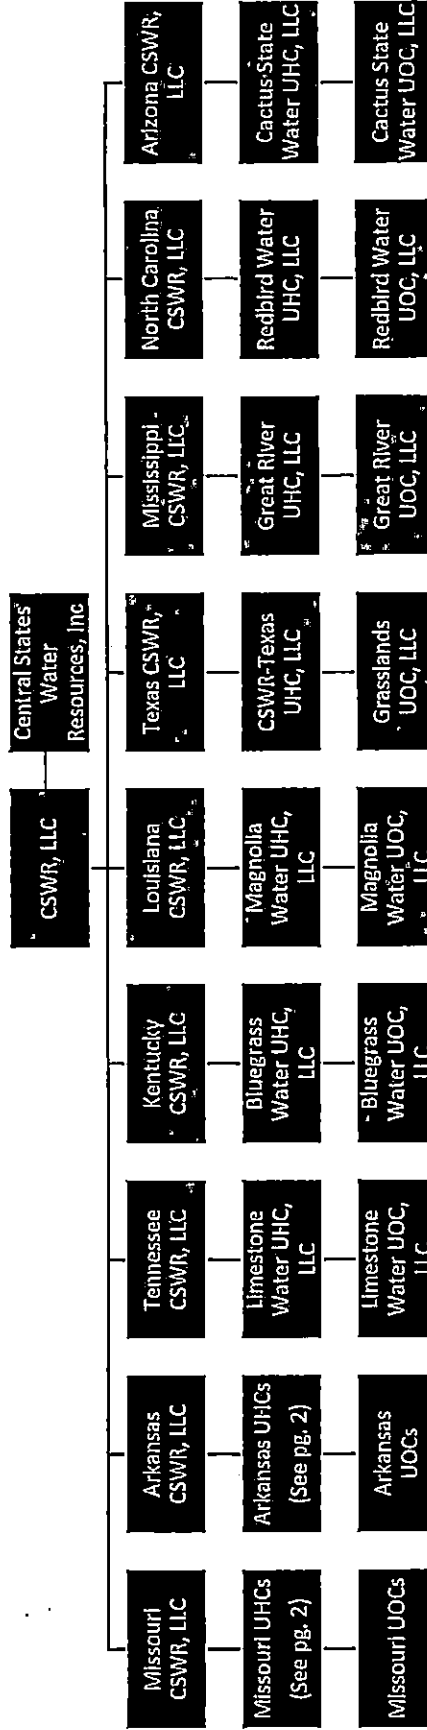 CSWR, LLC
Central States
Water
Resources, Inc
Missouri
CSWR, LLC
Missouri UHCs
(See pg. 2)
Missouri UOCs
Arkansas
CSWR, LLC
Arkansas UHCs
(See pg. 2)
Arkansas
UOCs
Tennessee
CSWR, LLC
Limestone
Water UHC,
LLC
Limestone
Water UOC,
LLC
Kentucky
CSWR, LLC
Bluegrass
Water UHC,
LLC
Bluegrass
Water UOC,
LLC
Louisiana
CSWR, LLC
Magnolia
Water UHC,
LLC
Magnolia
Water UOC,
LLC
Texas CSWR,
LLC
CSWR-Texas
UHC, LLC
Grasslands
UOC, LLC
Mississippi
CSWR, LLC
Great River
UHC, LLC
Great River
UOC, LLC
North Carolina
CSWR, LLC
Redbird Water
UHC, LLC
Redbird Water
UOC, LLC
Arizona CSWR,
LLC
Cactus State
Water UHC, LLC
Cactus State
Water UOC, LLC